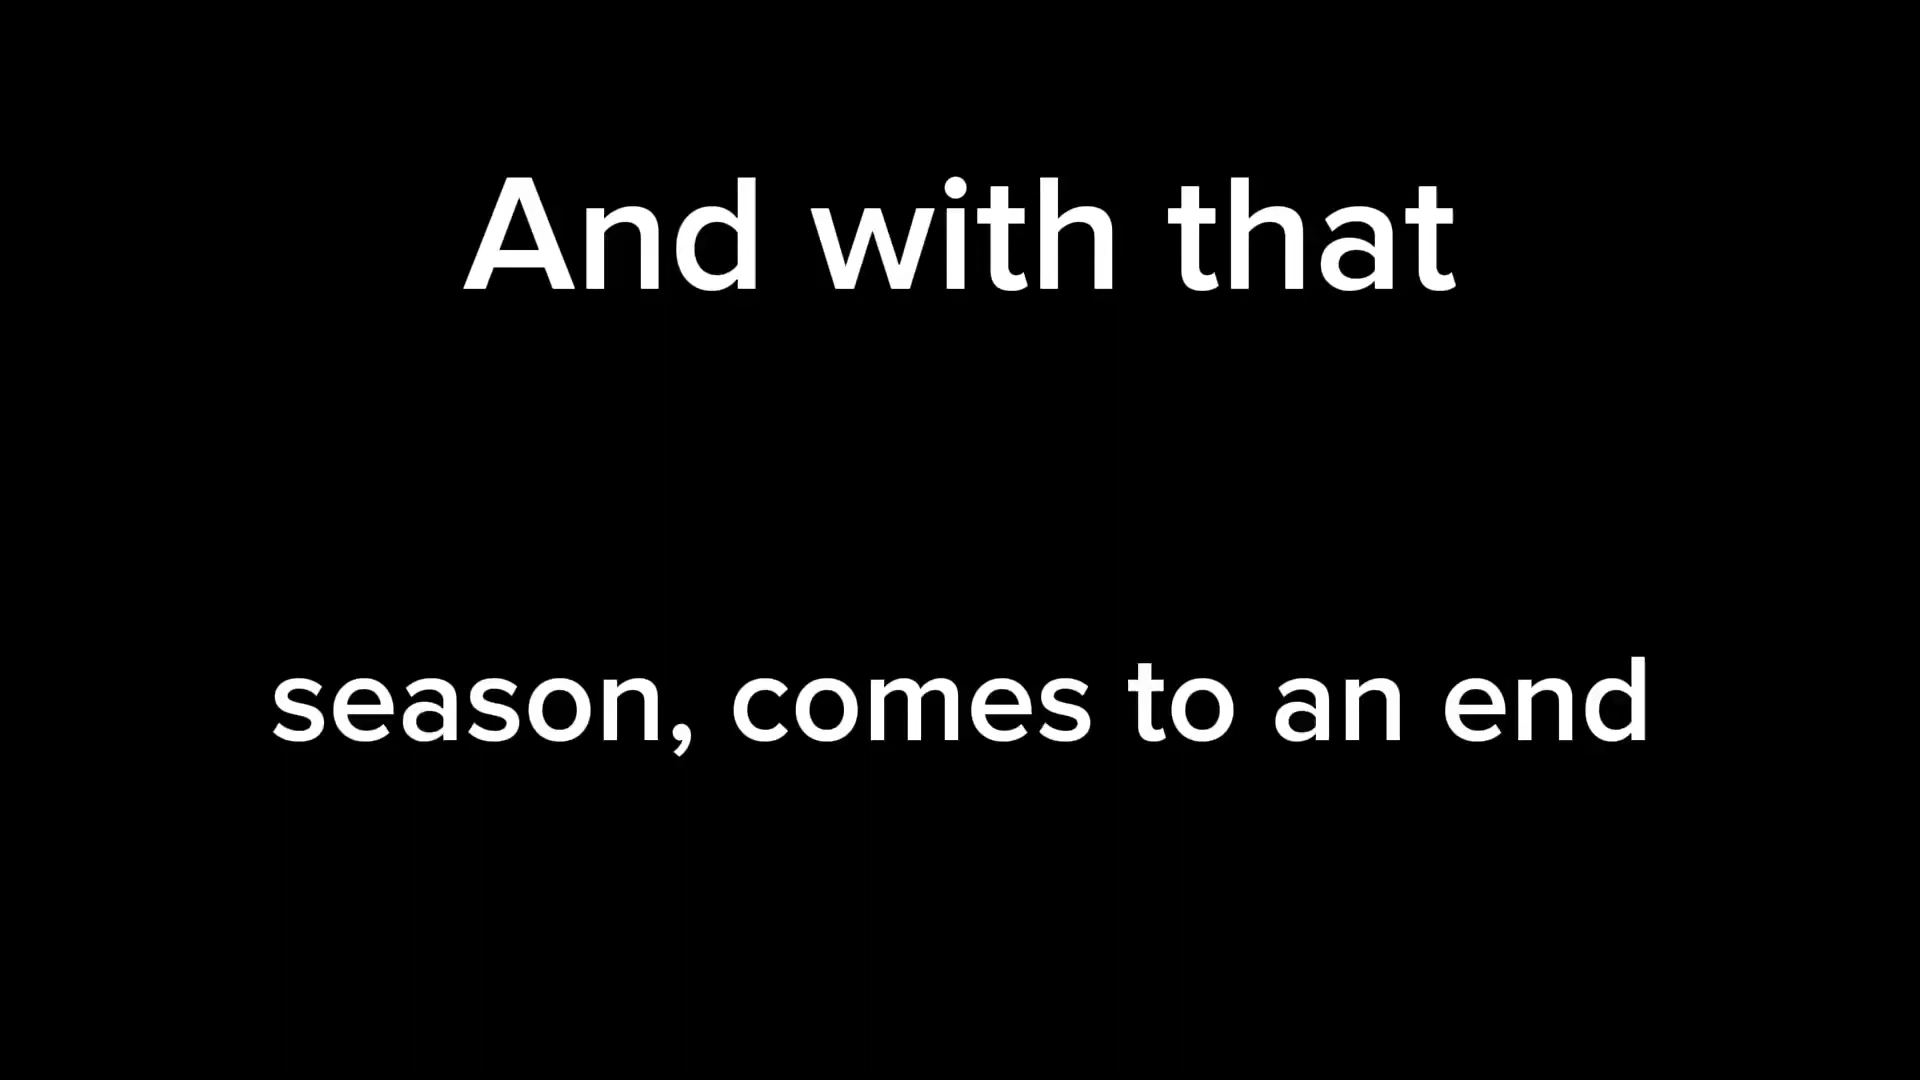 And with that
season, comes to an end